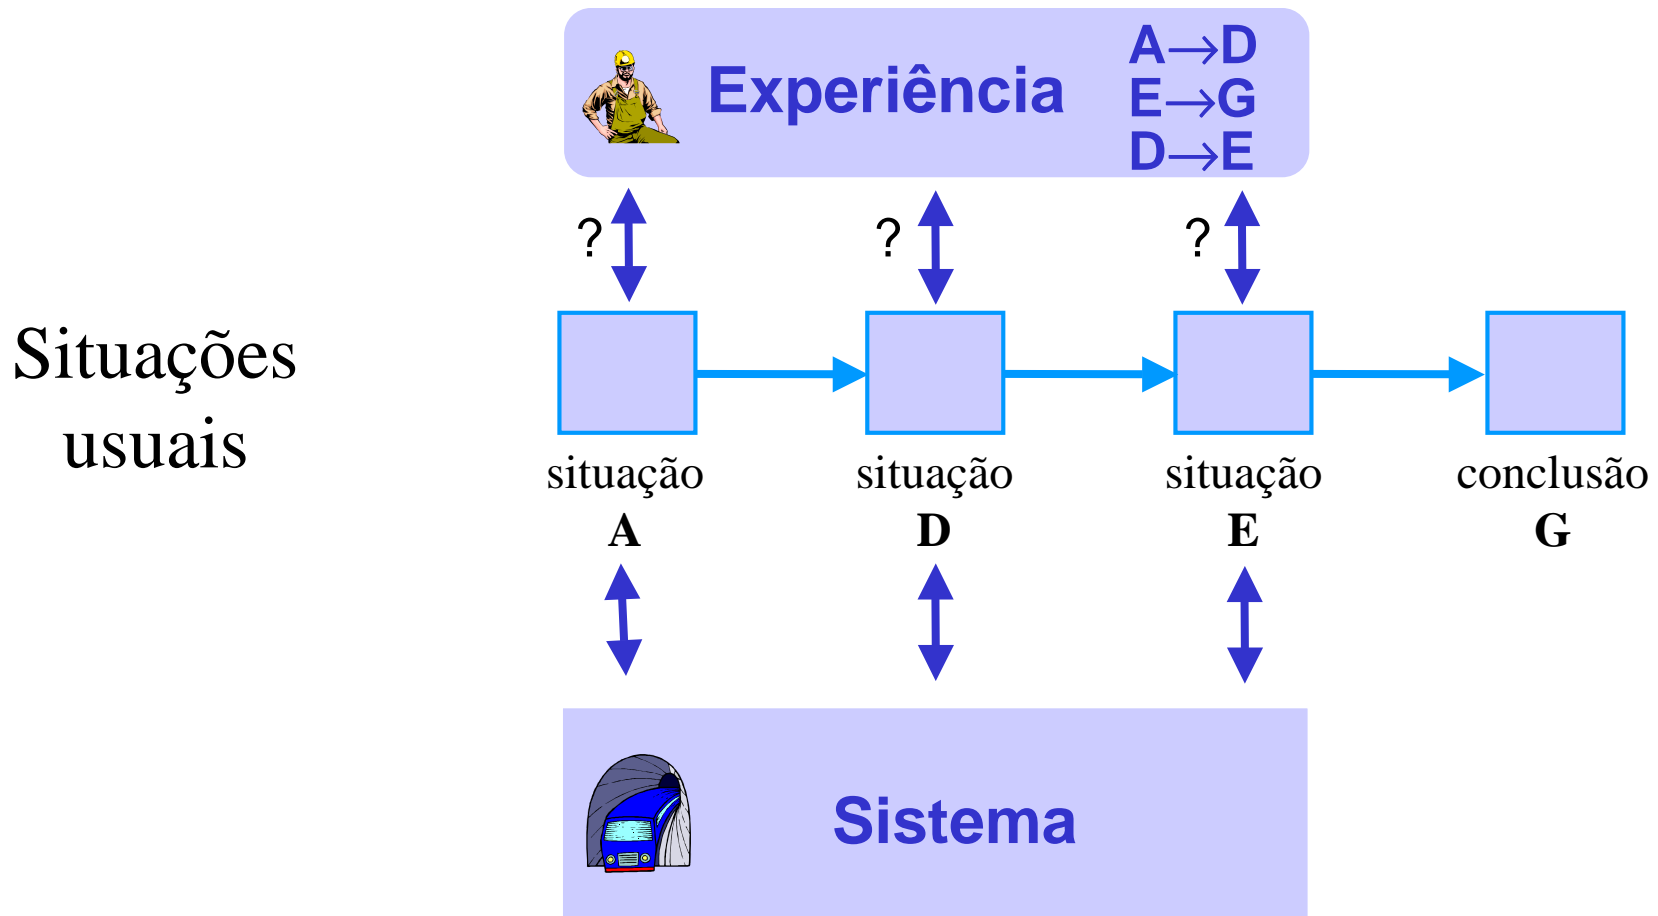 Experiência
A→D
E→G
D→E
? ? ?
Situações
usuais
situação situação situação conclusão
A D E G
Sistema